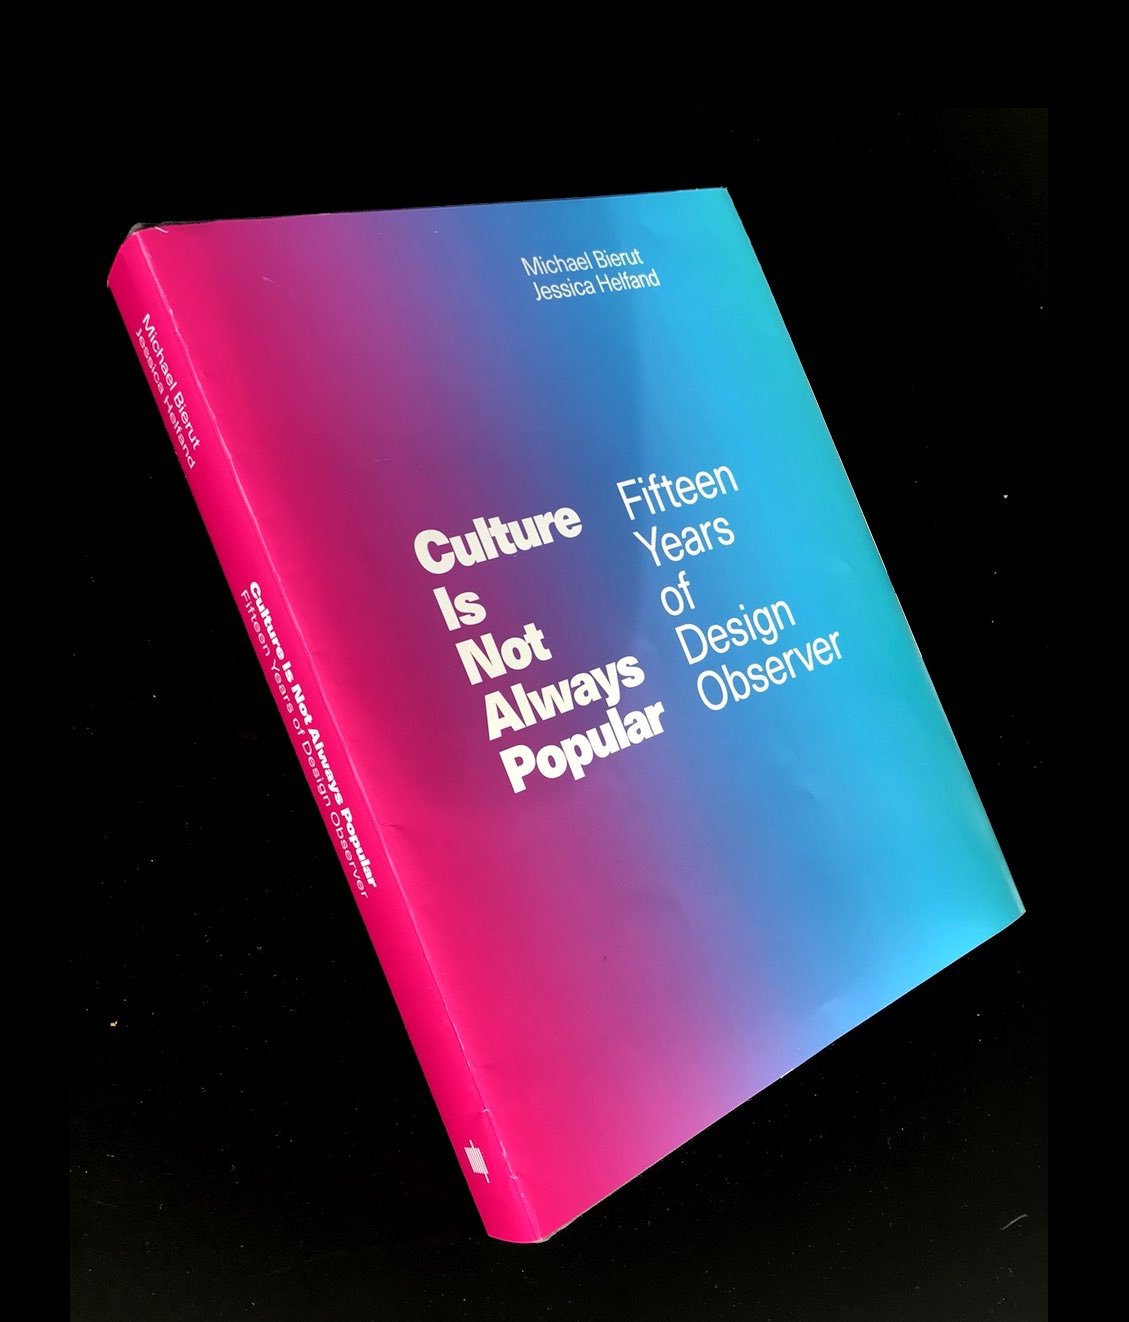 Michael Bierut
Jessica Helfand
Culture
Is
Not
Always
Popular
Fifteen
Years
of
Design
Observer
Michael Bierut
Jessica Helfand
Culture Is Not Always Popular
Fifteen Years of Design Observer